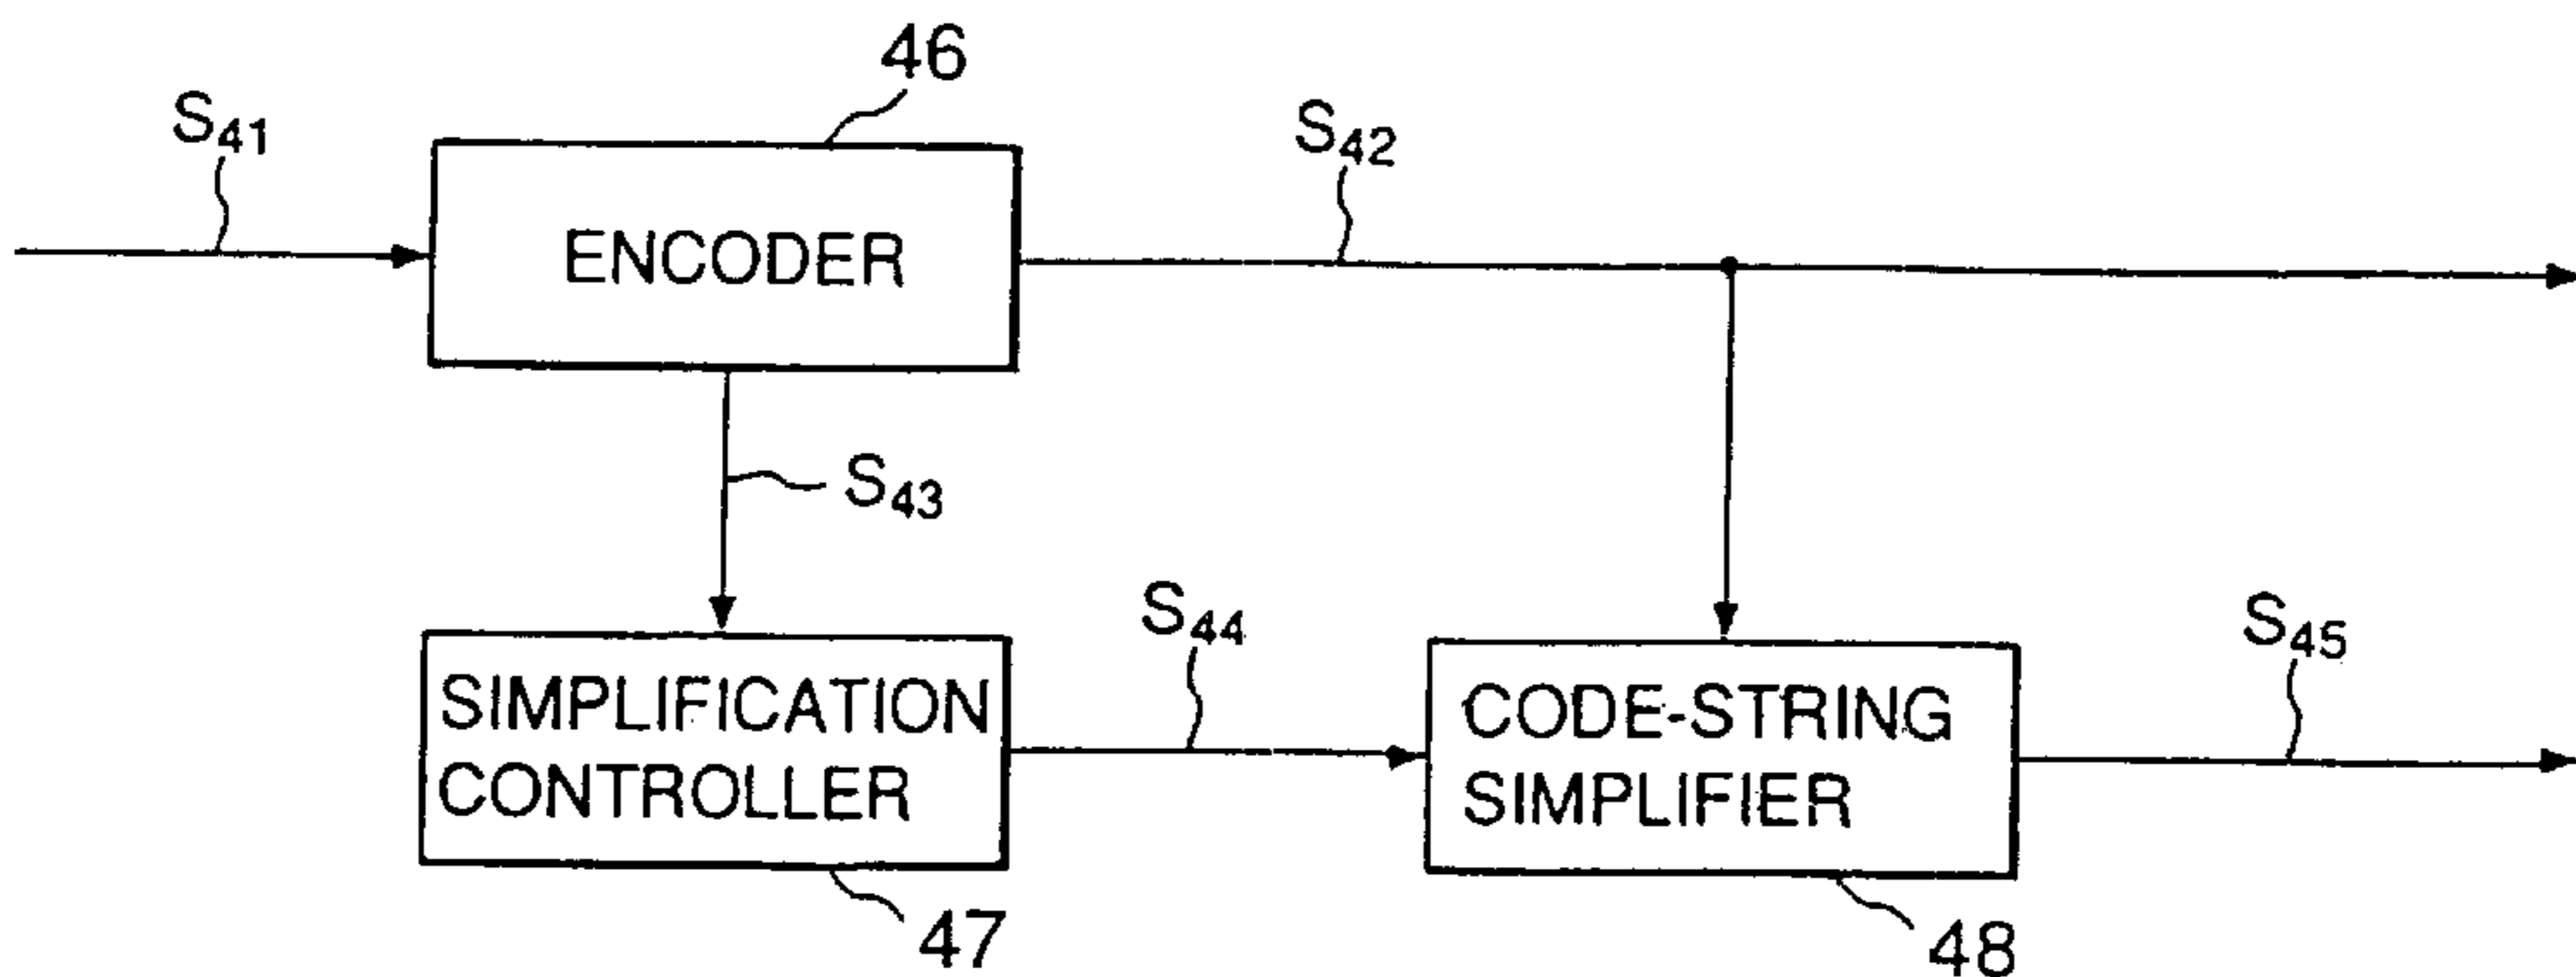 46
S41
S42
ENCODER
S43
S44
S45
SIMPLIFICATION
CONTROLLER
CODE-STRING
SIMPLIFIER
47
48